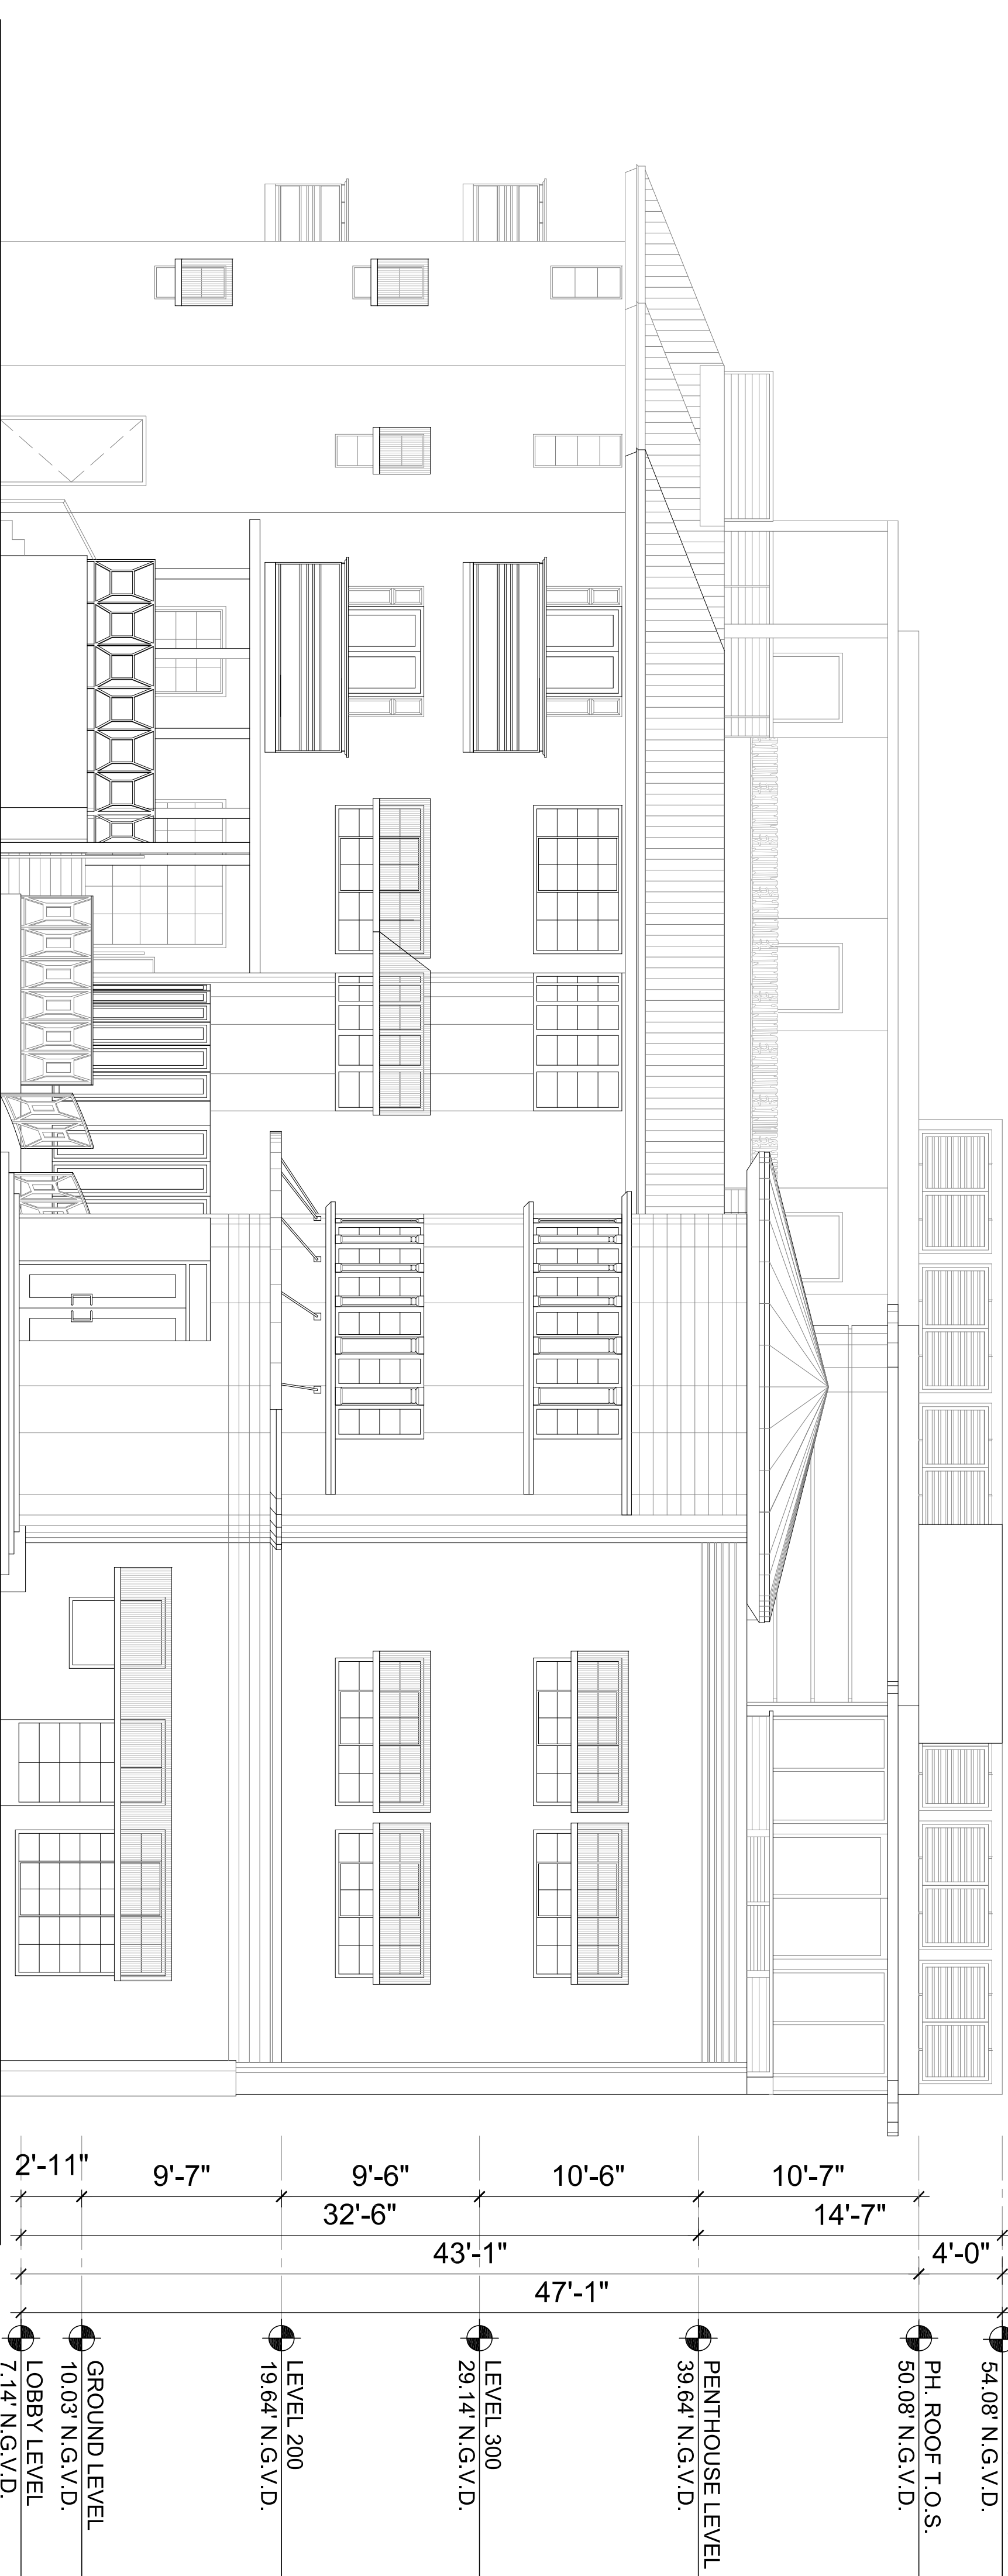 2'-11"
9'-7"
9'-6"
10'-6"
10'-7"
32'-6"
14'-7"
43'-1"
4'-0"
47'-1"
54.08' N.G.V.D.
PH. ROOF T.O.S.
50.08' N.G.V.D.
PENTHOUSE LEVEL
39.64' N.G.V.D.
LEVEL 300
29.14' N.G.V.D.
LEVEL 200
19.64' N.G.V.D.
GROUND LEVEL
10.03' N.G.V.D.
LOBBY LEVEL
7.14' N.G.V.D.